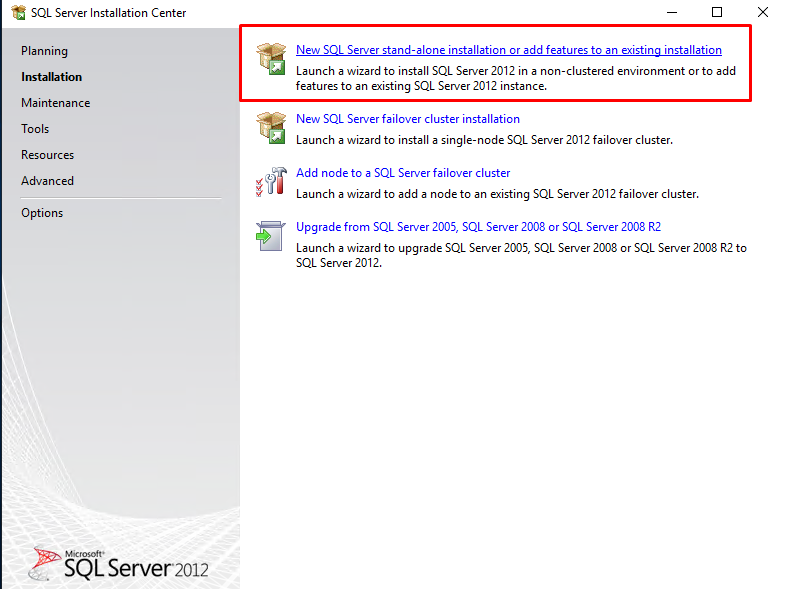 SQL Server Installation Center
Planning
Installation
Maintenance
Tools
Resources
Advanced
Options
New SQL Server stand-alone installation or add features to an existing installation
Launch a wizard to install SQL Server 2012 in a non-clustered environment or to add
features to an existing SQL Server 2012 instance.
New SQL Server failover cluster installation
Launch a wizard to install a single-node SQL Server 2012 failover cluster.
Add node to a SQL Server failover cluster
Launch a wizard to add a node to an existing SQL Server 2012 failover cluster.
Upgrade from SQL Server 2005, SQL Server 2008 or SQL Server 2008 R2
Launch a wizard to upgrade SQL Server 2005, SQL Server 2008 or SQL Server 2008 R2 to
SQL Server 2012.
Microsoft®
SQL Server 2012